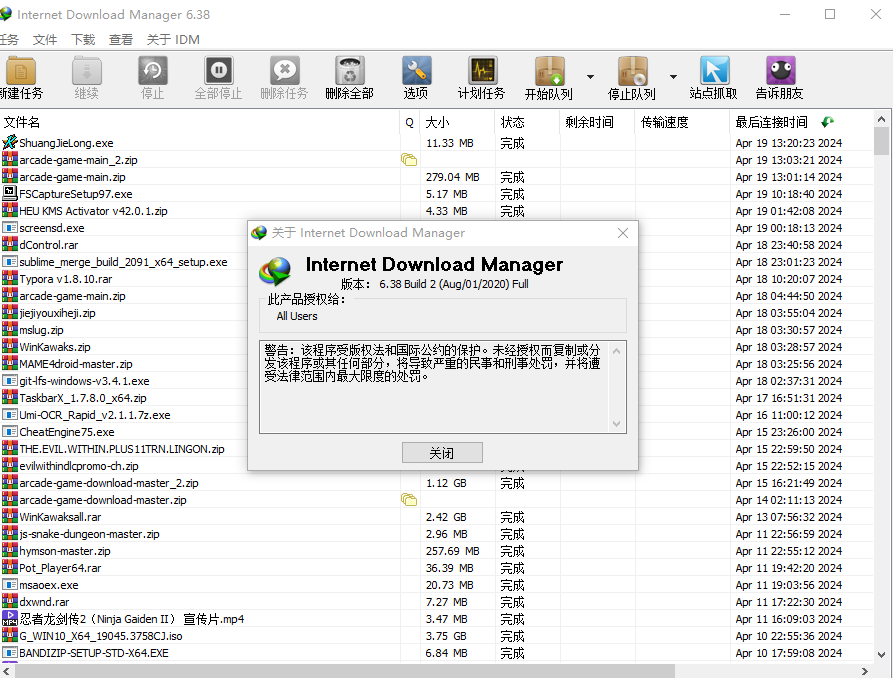 Internet Download Manager 6.38
任务 文件 下载 查看 关于 IDM
新建任务 继续 停止 全部停止 删除任务 删除全部 选项 计划任务 开始队列 停止队列 站点抓取 告诉朋友
文件名 Q 大小 状态 剩余时间 传输速度 最后连接时间
ShuangJieLong.exe 11.33 MB 完成 Apr 19 13:20:23 2024
arcade-game-main_2.zip Apr 19 13:03:21 2024
arcade-game-main.zip 279.04 MB 完成 Apr 19 13:01:14 2024
FSCaptureSetup97.exe 5.17 MB 完成 Apr 19 10:18:40 2024
HEU KMS Activator v42.0.1.zip 4.33 MB 完成 Apr 19 01:42:08 2024
screensd.exe Apr 19 00:18:13 2024
dControl.rar Apr 18 23:40:58 2024
sublime_merge_build_2091_x64_setup.exe Apr 18 23:01:23 2024
Typora v1.8.10.rar Apr 18 10:20:07 2024
arcade-game-main.zip Apr 18 04:44:50 2024
jiejiyouxiheji.zip Apr 18 03:55:04 2024
mslug.zip Apr 18 03:30:57 2024
WinKawaks.zip Apr 18 03:28:57 2024
MAME4droid-master.zip Apr 18 03:25:56 2024
git-lfs-windows-v3.4.1.exe Apr 18 02:37:31 2024
TaskbarX_1.7.8.0_x64.zip Apr 17 16:51:31 2024
Umi-OCR_Rapid_v2.1.1.7z.exe Apr 16 11:00:12 2024
CheatEngine75.exe Apr 15 23:26:00 2024
THE.EVIL.WITHIN.PLUS11TRN.LINGON.zip Apr 15 22:59:50 2024
evilwithindlcpromo-ch.zip Apr 15 22:52:15 2024
arcade-game-download-master_2.zip 1.12 GB 完成 Apr 15 16:21:49 2024
arcade-game-download-master.zip Apr 14 02:11:13 2024
WinKawaksall.rar 2.42 GB 完成 Apr 13 07:56:32 2024
js-snake-dungeon-master.zip 2.96 MB 完成 Apr 11 22:56:59 2024
hymson-master.zip 257.69 MB 完成 Apr 11 22:55:12 2024
Pot_Player64.rar 36.39 MB 完成 Apr 11 19:42:20 2024
msaoex.exe 20.73 MB 完成 Apr 11 19:03:56 2024
dxwnd.rar 7.27 MB 完成 Apr 11 17:22:30 2024
忍者龙剑传2（Ninja Gaiden II） 宣传片.mp4 3.47 MB 完成 Apr 11 16:09:03 2024
G_WIN10_X64_19045.3758CJ.iso 3.75 GB 完成 Apr 10 22:55:36 2024
BANDIZIP-SETUP-STD-X64.EXE 6.84 MB 完成 Apr 10 17:59:08 2024
关于 Internet Download Manager
Internet Download Manager
版本： 6.38 Build 2 (Aug/01/2020) Full
此产品授权给：
All Users
警告：该程序受版权法和国际公约的保护。未经授权而复制或分
发该程序或其任何部分，将导致严重的民事和刑事处罚，并将遭
受法律范围内最大限度的处罚。
关闭